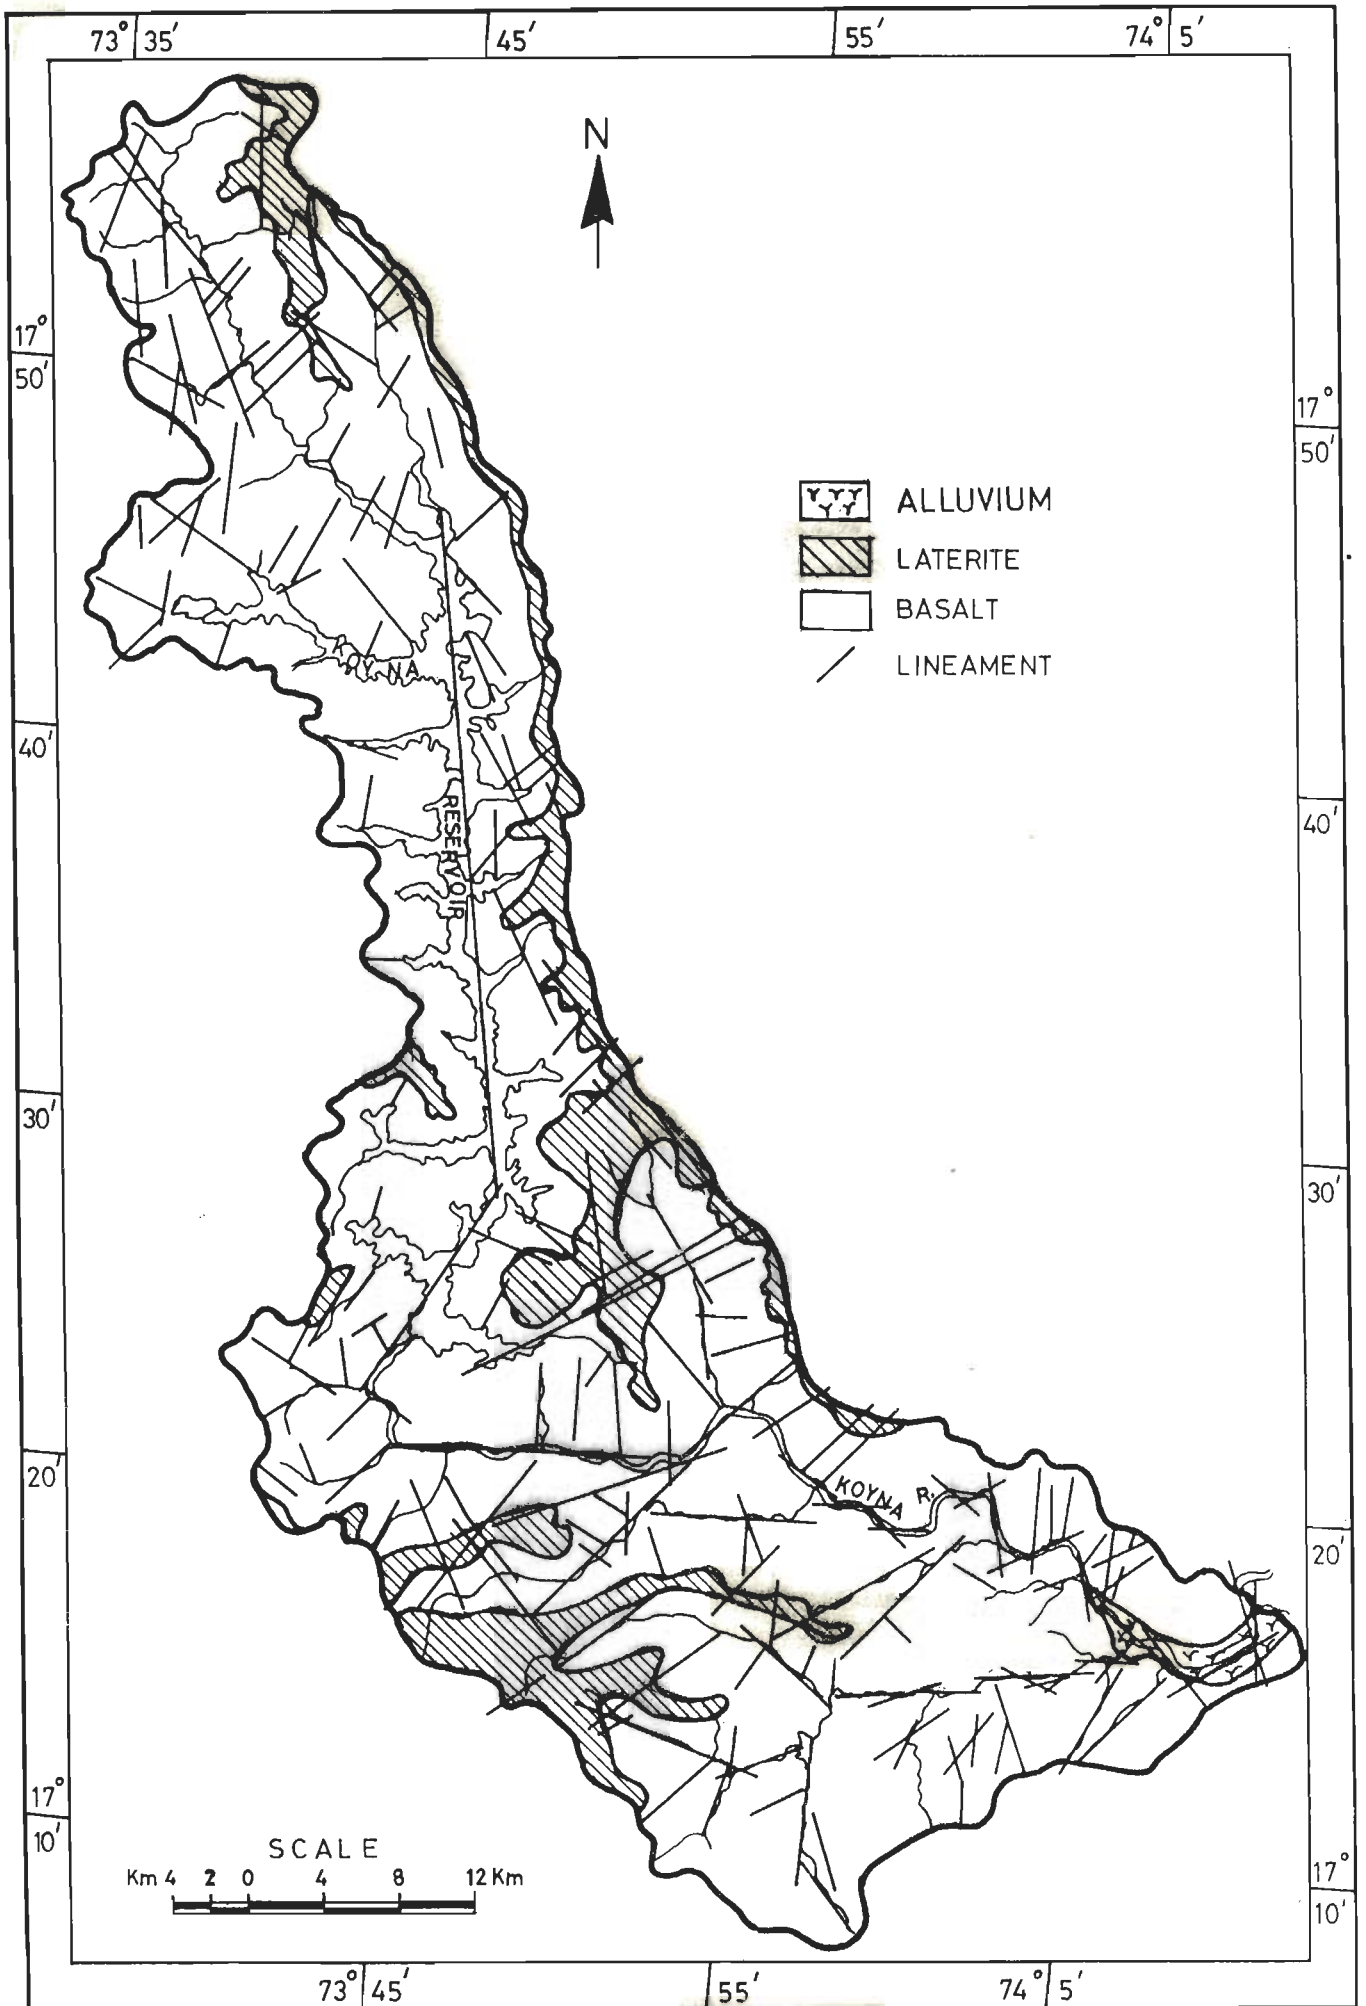 73° 35′ 45′ 55′ 74° 5′
N
17° 50′
17° 50′
ALLUVIUM
LATERITE
BASALT
LINEAMENT
KOYNA
40′
RESERVOIR
40′
30′
30′
20′
KOYNA R.
20′
17° 10′
SCALE
Km 4 2 0 4 8 12 Km
17° 10′
73° 45′ 55′ 74° 5′